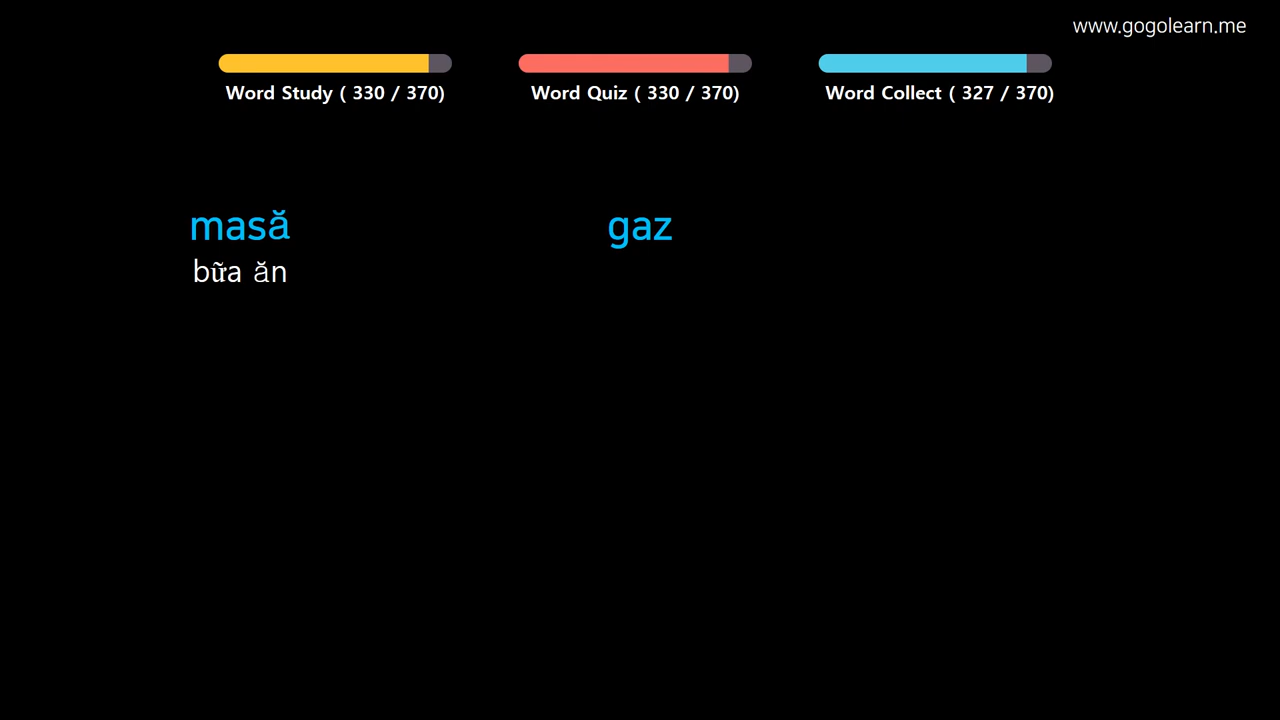 www.gogolearn.me
Word Study ( 330 / 370)
Word Quiz ( 330 / 370)
Word Collect ( 327 / 370)
masă
gaz
bữa ăn